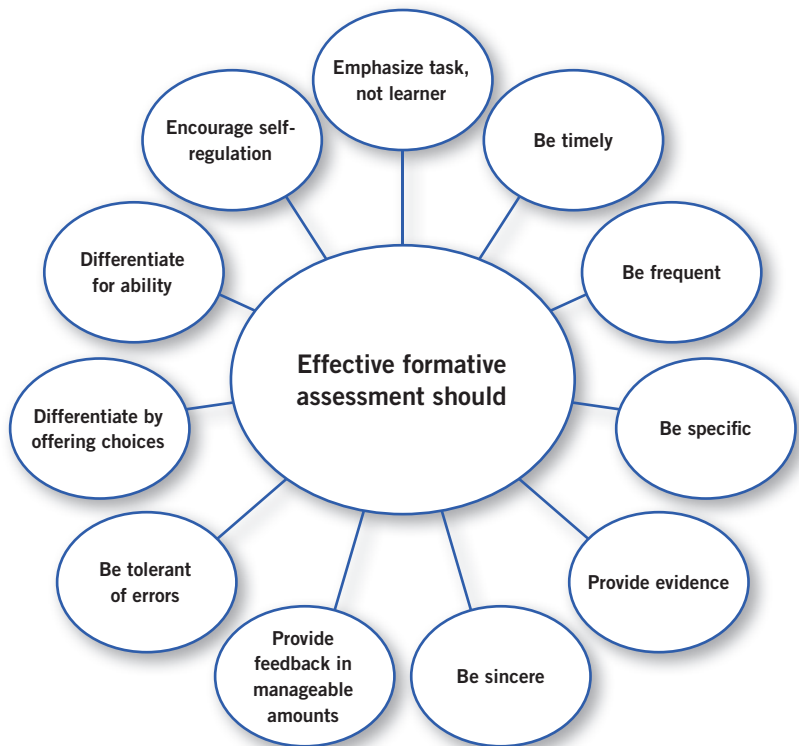 Emphasize task,
not learner
Be timely
Be frequent
Be specific
Provide evidence
Be sincere
Provide
feedback in
manageable
amounts
Be tolerant
of errors
Differentiate by
offering choices
Differentiate
for ability
Encourage self-
regulation
Effective formative
assessment should